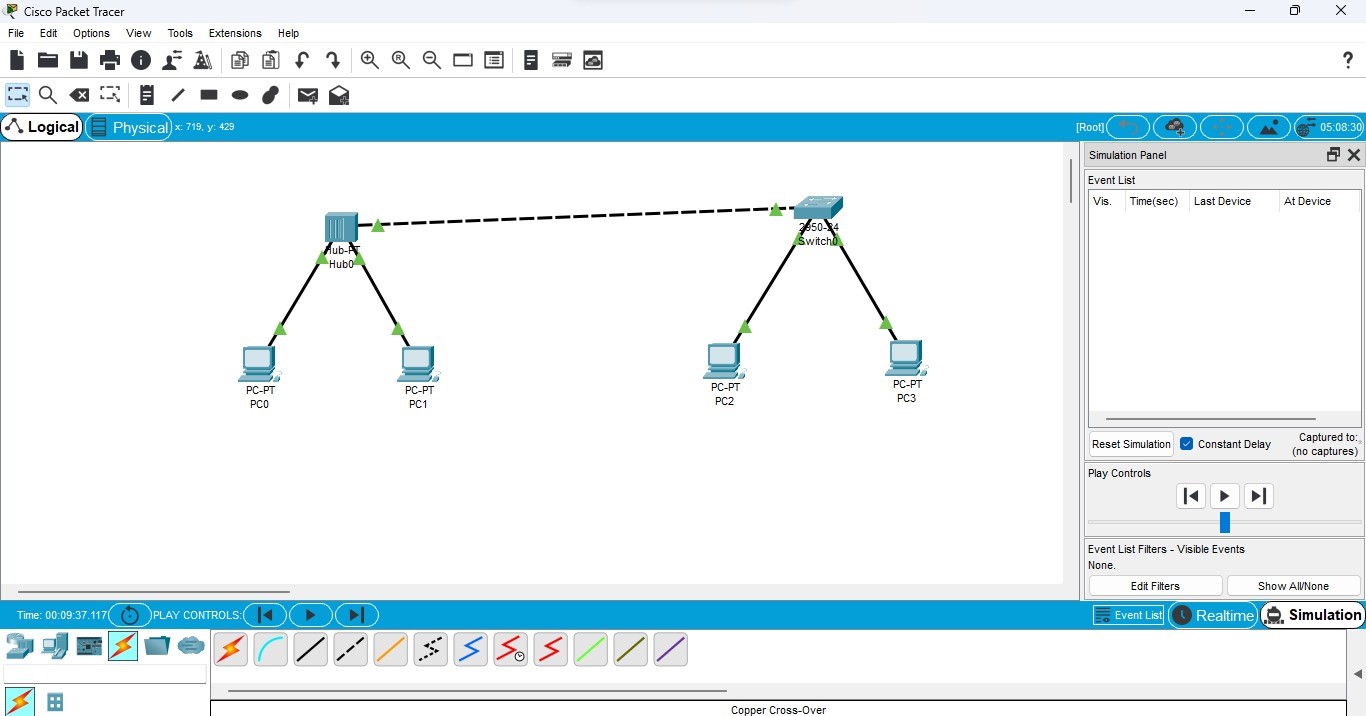 Cisco Packet Tracer
File Edit Options View Tools Extensions Help
Logical Physical x: 719, y: 429 [Root] 05:08:30
Simulation Panel
Event List
Vis. Time(sec) Last Device At Device
2950-24
Switch0
Hub-PT
Hub0
PC-PT
PC0
PC-PT
PC1
PC-PT
PC2
PC-PT
PC3
Reset Simulation Constant Delay Captured to:
(no captures)
Play Controls
Event List Filters - Visible Events
None.
Edit Filters Show All/None
Time: 00:09:37.117 PLAY CONTROLS: Event List Realtime Simulation
Copper Cross-Over